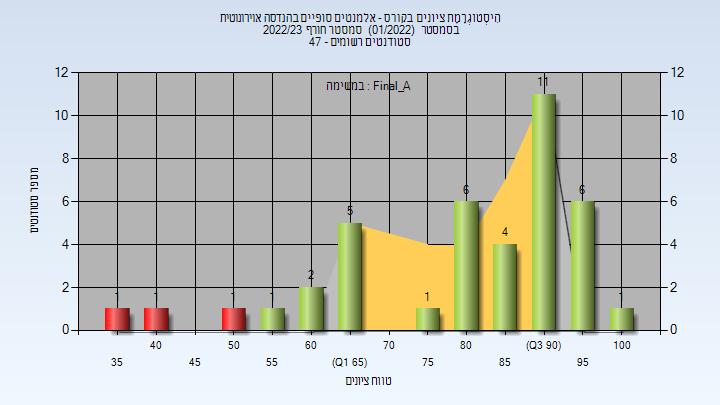 הִיסְטוֹגְרָמַת ציונים בקורס - אלמנטים סופיים בהנדסה אוירונוטית
בסמסטר (01/2022) סמסטר חורף 2022/23
סטודנטים רשומים - 47
במשימה : Final_A
מספר סטודנטים
12 12
10 10
8 8
6 6
4 4
2 2
0 0
1 1 1 1 2 5 1 6 4 11 6 1
40 50 60 70 80 (Q3 90) 100
35 45 55 (Q1 65) 75 85 95
טווח ציונים